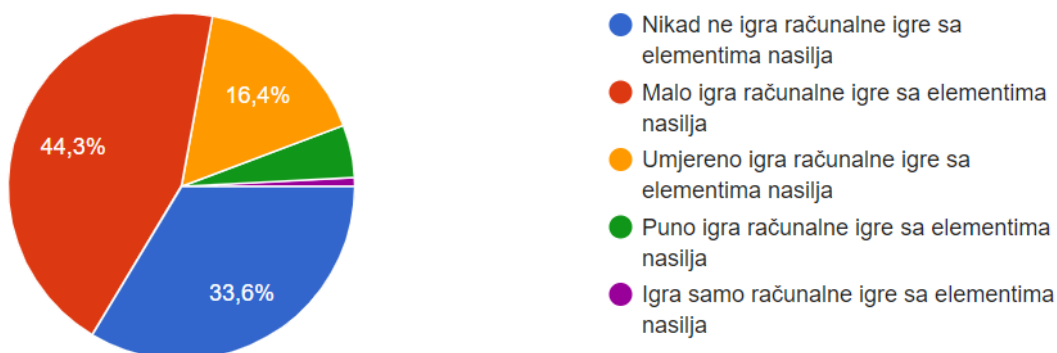 44,3%
16,4%
33,6%
Nikad ne igra računalne igre sa
elementima nasilja
Malo igra računalne igre sa elementima
nasilja
Umjereno igra računalne igre sa
elementima nasilja
Puno igra računalne igre sa elementima
nasilja
Igra samo računalne igre sa elementima
nasilja